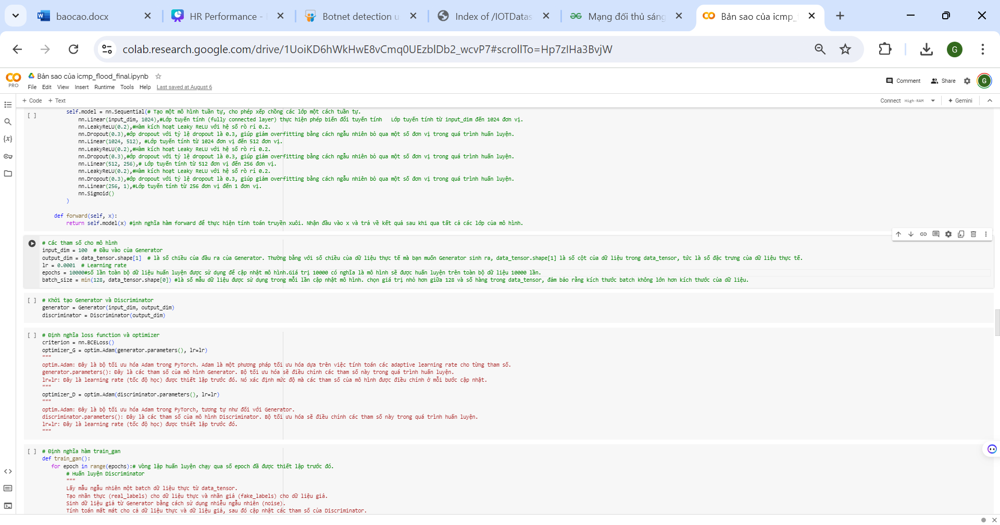 baocao.docx
HR Performance -
Botnet detection u
Index of /IOTDatas
Mạng đối thủ sáng
Bản sao của icmp_f
colab.research.google.com/drive/1UoiKD6hWkHwE8vCmq0UEzblDb2_wcvP7#scrollTo=Hp7zIHa3BvjW
G
PRO
Bản sao của icmp_flood_final.ipynb
File Edit View Insert Runtime Tools Help Last saved at August 6
Comment Share G
+ Code + Text
Connect High-RAM Gemini
[ ] self.model = nn.Sequential(# Tạo một mô hình tuần tự, cho phép xếp chồng các lớp một cách tuần tự.
nn.Linear(input_dim, 1024),#Lớp tuyến tính (fully connected layer) thực hiện phép biến đổi tuyến tính Lớp tuyến tính từ input_dim đến 1024 đơn vị.
nn.LeakyReLU(0.2),#Hàm kích hoạt Leaky ReLU với hệ số rò rỉ 0.2.
nn.Dropout(0.3),#ớp dropout với tỷ lệ dropout là 0.3, giúp giảm overfitting bằng cách ngẫu nhiên bỏ qua một số đơn vị trong quá trình huấn luyện.
nn.Linear(1024, 512), #Lớp tuyến tính từ 1024 đơn vị đến 512 đơn vị.
nn.LeakyReLU(0.2),#Hàm kích hoạt Leaky ReLU với hệ số rò rỉ 0.2.
nn.Dropout(0.3),#ớp dropout với tỷ lệ dropout là 0.3, giúp giảm overfitting bằng cách ngẫu nhiên bỏ qua một số đơn vị trong quá trình huấn luyện.
nn.Linear(512, 256),# Lớp tuyến tính từ 512 đơn vị đến 256 đơn vị.
nn.LeakyReLU(0.2),#Hàm kích hoạt Leaky ReLU với hệ số rò rỉ 0.2.
nn.Dropout(0.3),#ớp dropout với tỷ lệ dropout là 0.3, giúp giảm overfitting bằng cách ngẫu nhiên bỏ qua một số đơn vị trong quá trình huấn luyện.
nn.Linear(256, 1),#Lớp tuyến tính từ 256 đơn vị đến 1 đơn vị.
nn.Sigmoid()
)
def forward(self, x):
return self.model(x) #ịnh nghĩa hàm forward để thực hiện tính toán truyền xuôi. Nhận đầu vào x và trả về kết quả sau khi qua tất cả các lớp của mô hình.
# Các tham số cho mô hình
input_dim = 100 # Đầu vào của Generator
output_dim = data_tensor.shape[1] # là số chiều của đầu ra của Generator. Thường bằng với số chiều của dữ liệu thực tế mà bạn muốn Generator sinh ra, data_tensor.shape[1] là số cột của dữ liệu trong data_tensor, tức là số đặc trưng của dữ liệu thực tế.
lr = 0.0001 # Learning rate
epochs = 10000#số lần toàn bộ dữ liệu huấn luyện được sử dụng để cập nhật mô hình.Giá trị 10000 có nghĩa là mô hình sẽ được huấn luyện trên toàn bộ dữ liệu 10000 lần.
batch_size = min(128, data_tensor.shape[0]) #là số mẫu dữ liệu được sử dụng trong mỗi lần cập nhật mô hình. chọn giá trị nhỏ hơn giữa 128 và số hàng trong data_tensor, đảm bảo rằng kích thước batch không lớn hơn kích thước của dữ liệu.
[ ] # Khởi tạo Generator và Discriminator
generator = Generator(input_dim, output_dim)
discriminator = Discriminator(output_dim)
[ ] # Định nghĩa loss function và optimizer
criterion = nn.BCELoss()
optimizer_G = optim.Adam(generator.parameters(), lr=lr)
"""
optim.Adam: Đây là bộ tối ưu hóa Adam trong PyTorch. Adam là một phương pháp tối ưu hóa dựa trên việc tính toán các adaptive learning rate cho từng tham số.
generator.parameters(): Đây là các tham số của mô hình Generator. Bộ tối ưu hóa sẽ điều chỉnh các tham số này trong quá trình huấn luyện.
lr=lr: Đây là learning rate (tốc độ học) được thiết lập trước đó. Nó xác định mức độ mà các tham số của mô hình được điều chỉnh ở mỗi bước cập nhật.
"""
optimizer_D = optim.Adam(discriminator.parameters(), lr=lr)
"""
optim.Adam: Đây là bộ tối ưu hóa Adam trong PyTorch, tương tự như đối với Generator.
discriminator.parameters(): Đây là các tham số của mô hình Discriminator. Bộ tối ưu hóa sẽ điều chỉnh các tham số này trong quá trình huấn luyện.
lr=lr: Đây là learning rate (tốc độ học) được thiết lập trước đó.
"""
[ ] # Định nghĩa hàm train_gan
def train_gan():
for epoch in range(epochs):# Vòng lặp huấn luyện chạy qua số epoch đã được thiết lập trước đó.
# Huấn luyện Discriminator
"""
Lấy mẫu ngẫu nhiên một batch dữ liệu thực từ data_tensor.
Tạo nhãn thực (real_labels) cho dữ liệu thực và nhãn giả (fake_labels) cho dữ liệu giả.
Sinh dữ liệu giả từ Generator bằng cách sử dụng nhiễu ngẫu nhiên (noise).
Tính toán mất mát cho cả dữ liệu thực và dữ liệu giả, sau đó cập nhật các tham số của Discriminator.